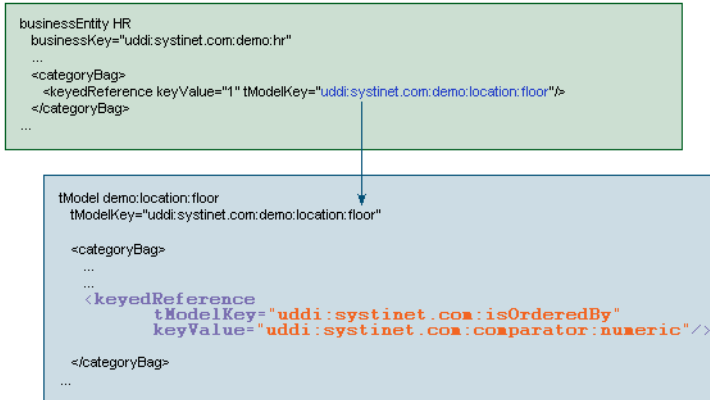 businessEntity HR
businessKey="uddi:systinet.com:demo:hr"
...
<categoryBag>
<keyedReference keyValue="1" tModelKey="uddi:systinet.com:demo:location:floor"/>
</categoryBag>
...
tModel demo:location:floor
tModelKey="uddi:systinet.com:demo:location:floor"
<categoryBag>
...
...
<keyedReference
tModelKey="uddi:systinet.com:isOrderedBy"
keyValue="uddi:systinet.com:comparator:numeric"/>
</categoryBag>
...